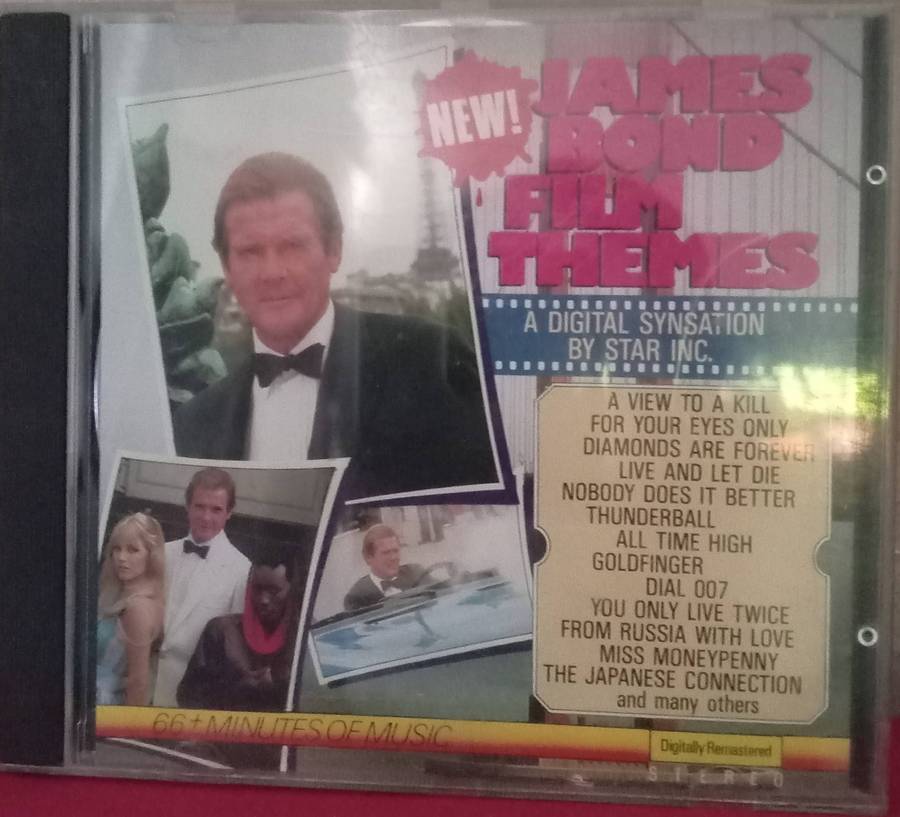 NEW!
JAMES
BOND
FILM
THEMES
A DIGITAL SYNSATION
BY STAR INC.
A VIEW TO A KILL
FOR YOUR EYES ONLY
DIAMONDS ARE FOREVER
LIVE AND LET DIE
NOBODY DOES IT BETTER
THUNDERBALL
ALL TIME HIGH
GOLDFINGER
DIAL 007
YOU ONLY LIVE TWICE
FROM RUSSIA WITH LOVE
MISS MONEYPENNY
THE JAPANESE CONNECTION
and many others
66+ MINUTES OF MUSIC
Digitally Remastered
STEREO